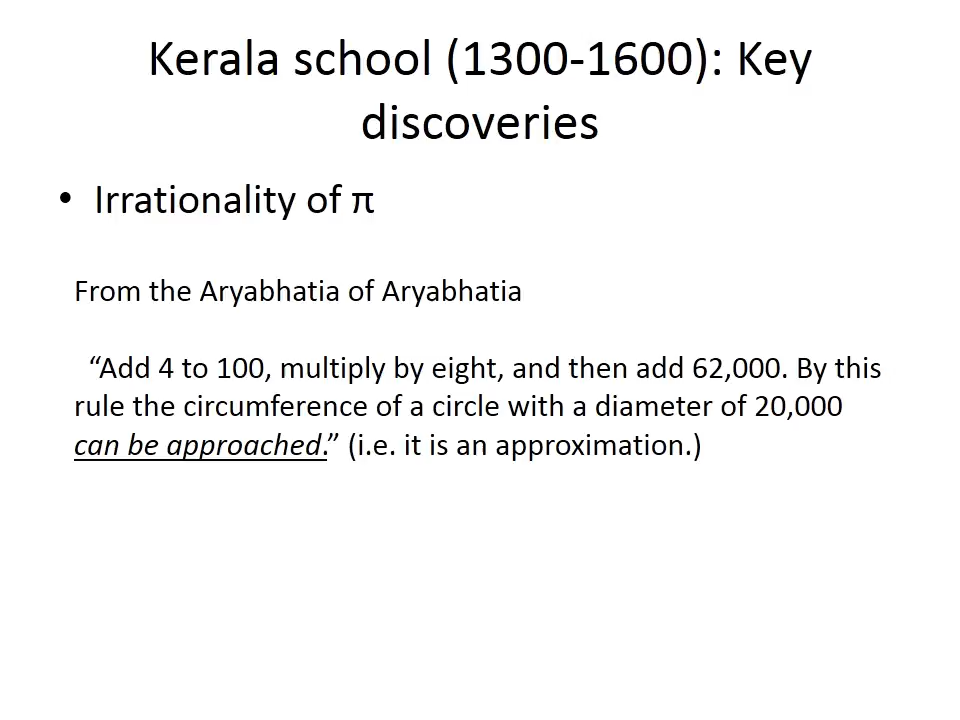 Kerala school (1300-1600): Key
discoveries
• Irrationality of π
From the Aryabhatia of Aryabhatia
“Add 4 to 100, multiply by eight, and then add 62,000. By this
rule the circumference of a circle with a diameter of 20,000
can be approached.” (i.e. it is an approximation.)